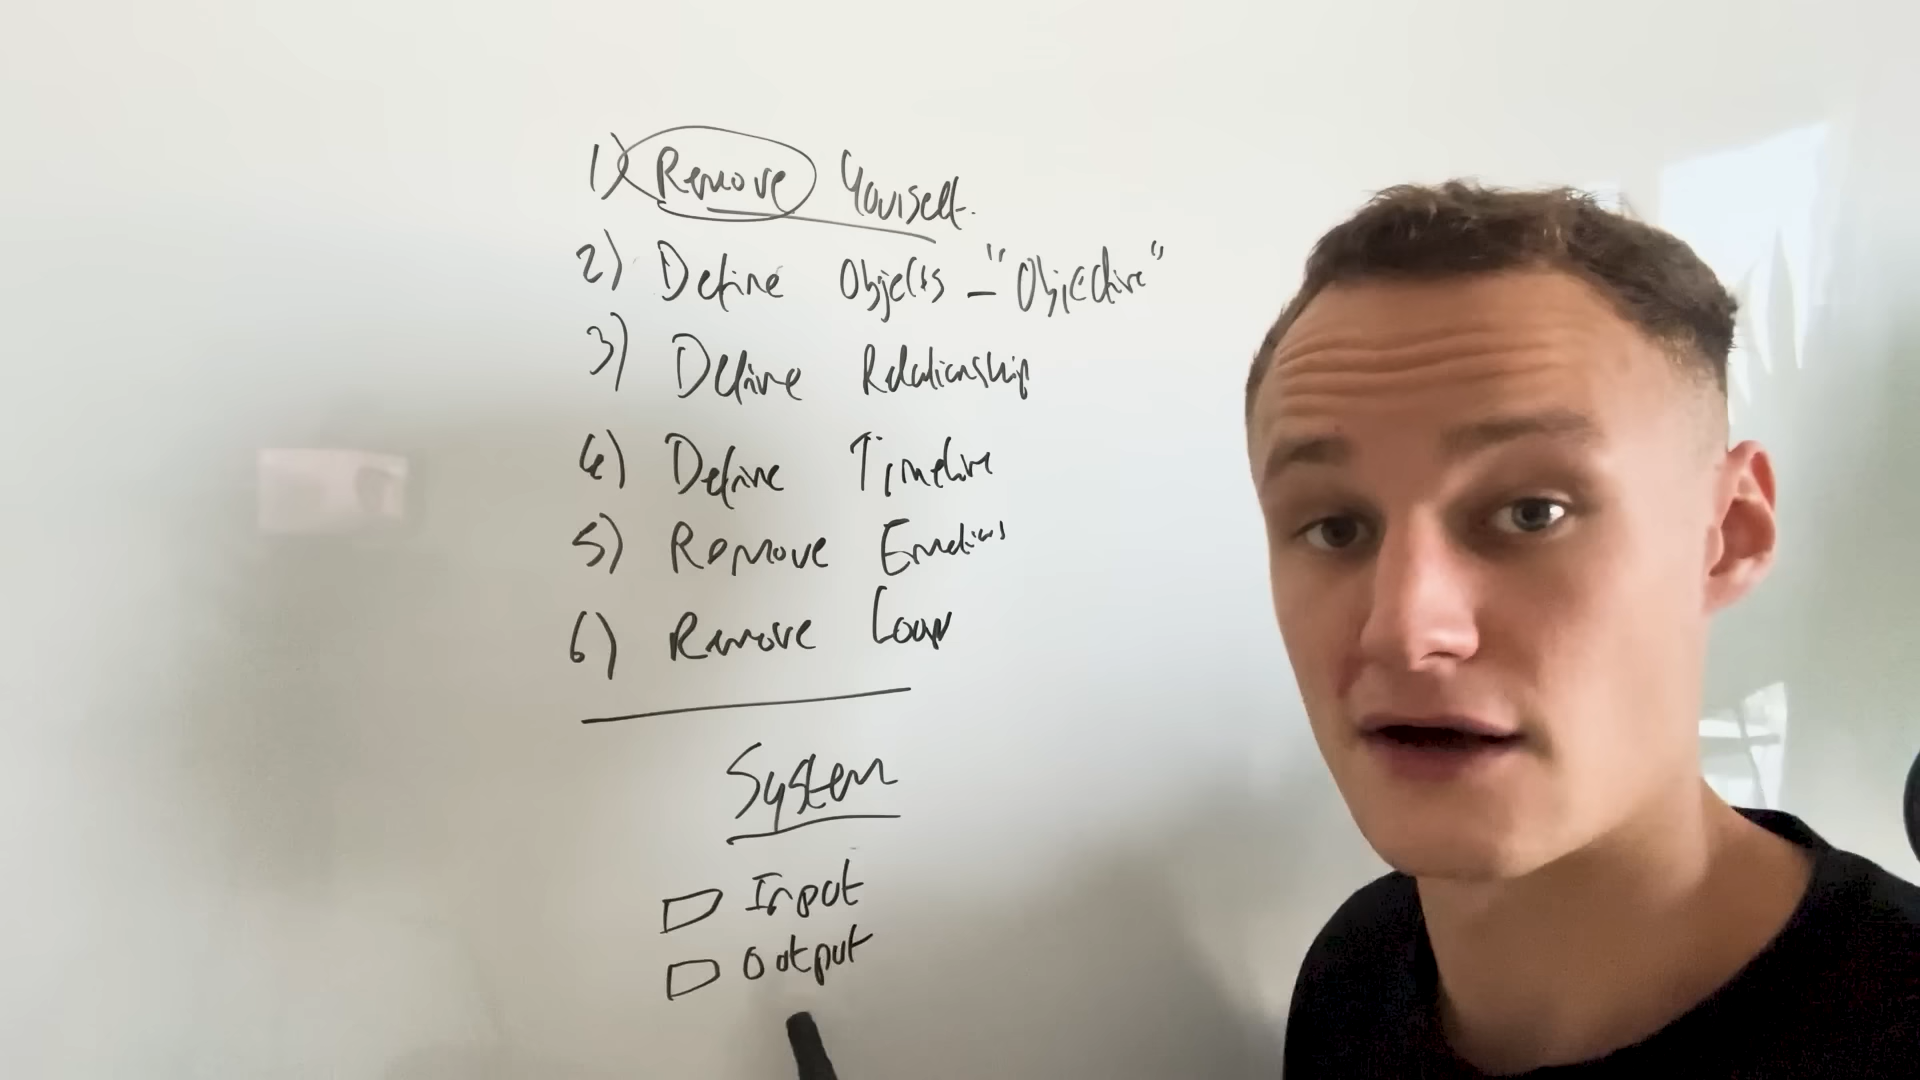 1) Remove Yourself.
2) Define Objects - "Objective"
3) Define Relationship
4) Define Timeline
5) Remove Emotions
6) Remove Loop
System
Input
Output